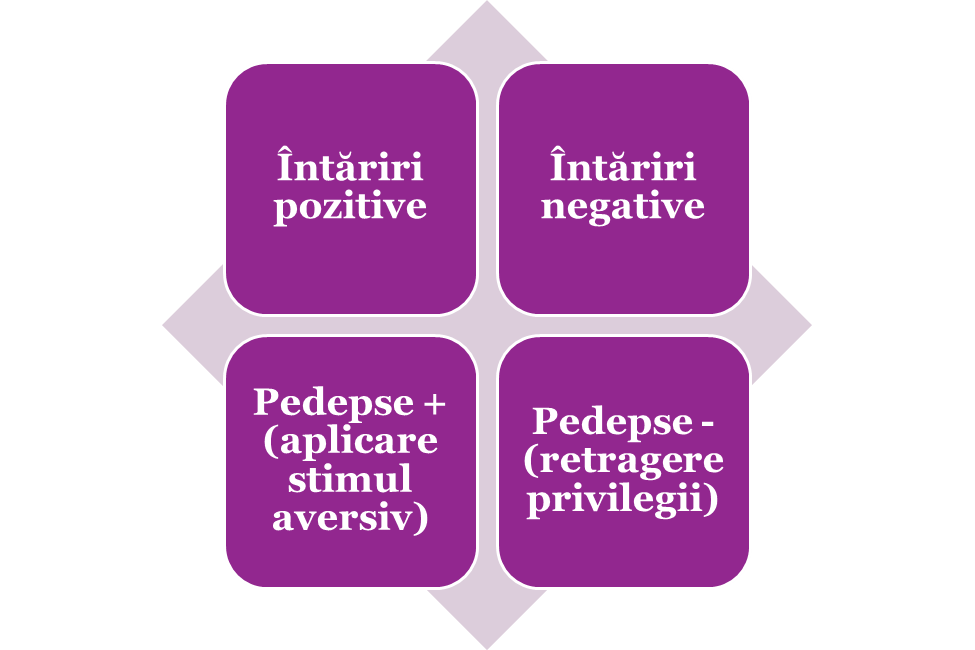 Întăriri
pozitive
Întăriri
negative
Pedepse +
(aplicare
stimul
aversiv)
Pedepse -
(retragere
privilegii)